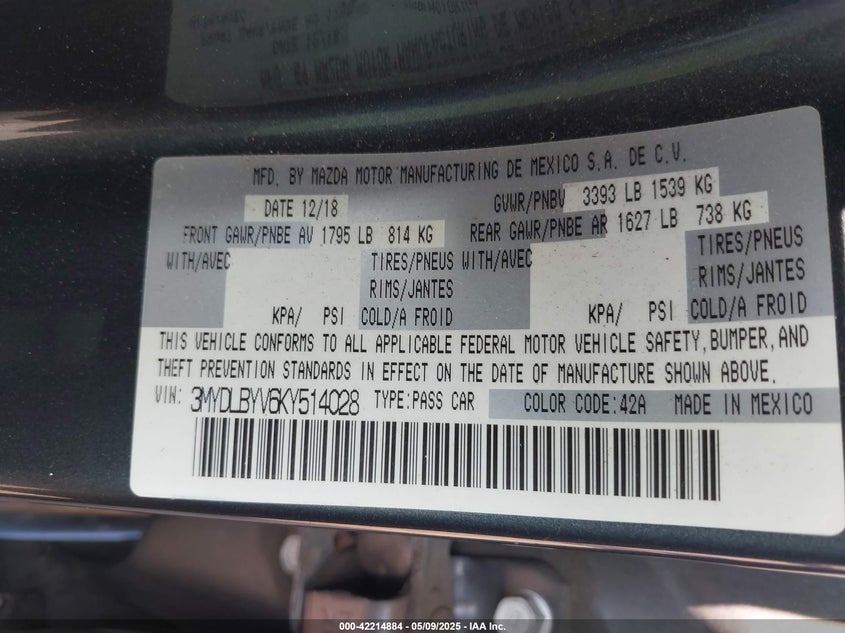 MFD. BY MAZDA MOTOR MANUFACTURING DE MEXICO S.A. DE C.V.
DATE 12/18 GVWR/PNBV 3393 LB 1539 KG
FRONT GAWR/PNBE AV 1795 LB 814 KG REAR GAWR/PNBE AR 1627 LB 738 KG
WITH/AVEC TIRES/PNEUS WITH/AVEC TIRES/PNEUS
RIMS/JANTES RIMS/JANTES
KPA/ PSI COLD/A FROID KPA/ PSI COLD/A FROID
THIS VEHICLE CONFORMS TO ALL APPLICABLE FEDERAL MOTOR VEHICLE SAFETY, BUMPER, AND
THEFT PREVENTION STANDARDS IN EFFECT ON THE DATE OF MANUFACTURE SHOWN ABOVE.
VIN: 3MYDLBYV6KY514028 TYPE:PASS CAR COLOR CODE:42A MADE IN MEXICO
000-42214884 - 05/09/2025 - IAA Inc.